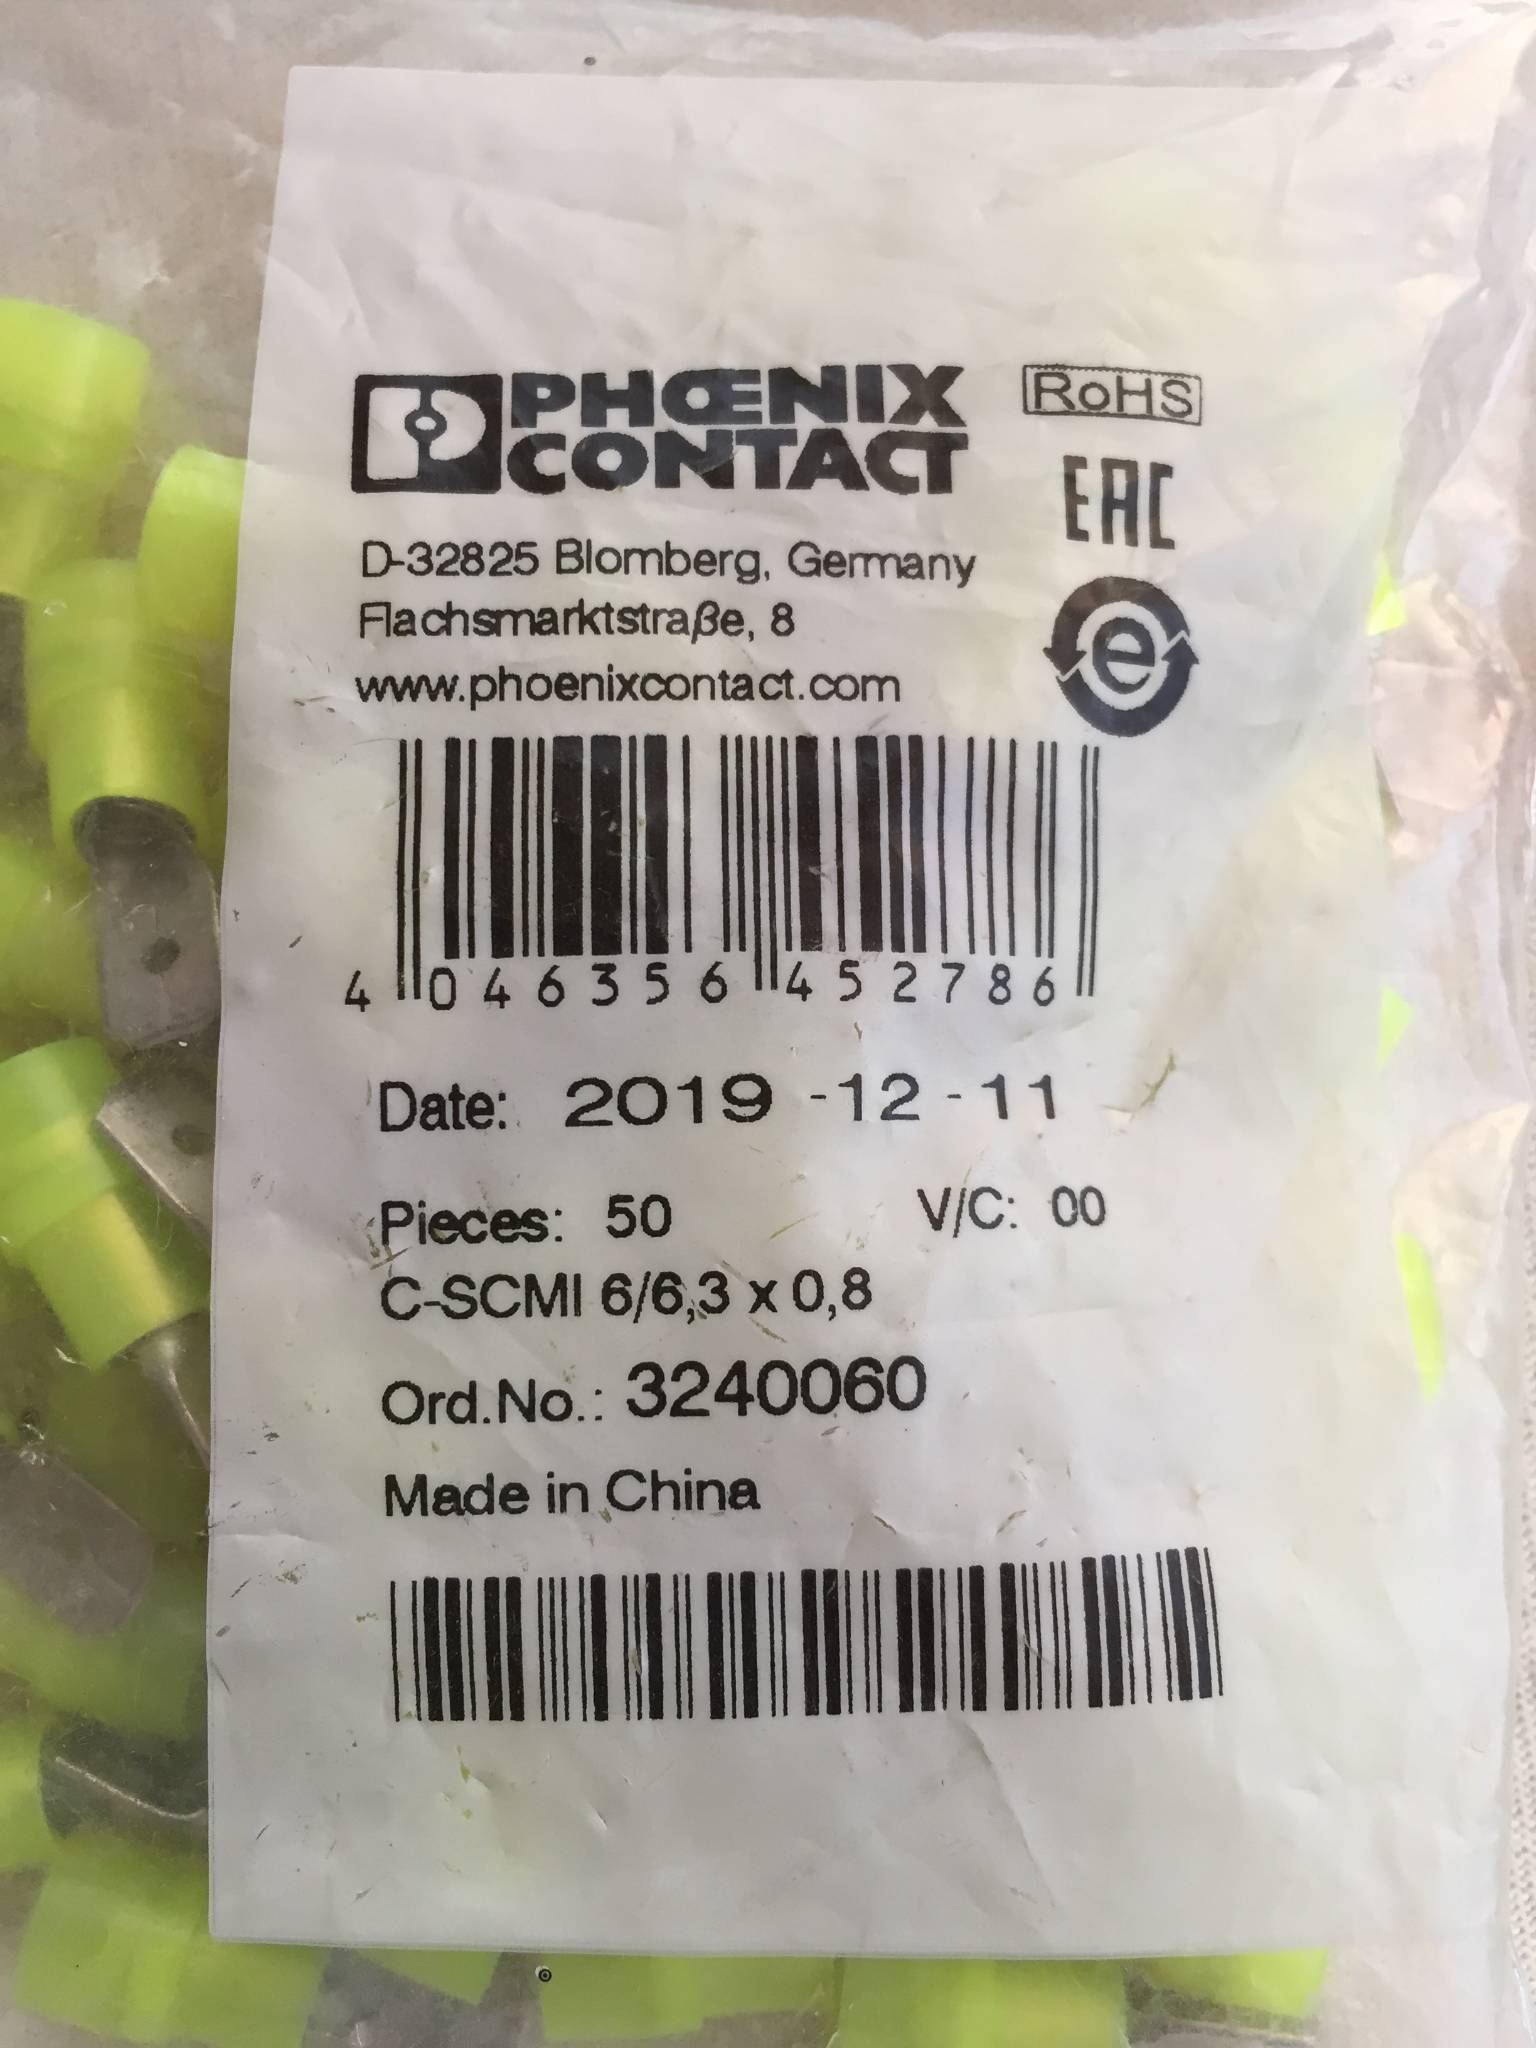 PHŒNIX
CONTACT
RoHS
EAC
D-32825 Blomberg, Germany
Flachsmarktstraße, 8
www.phoenixcontact.com
e
4 046356 452786
Date: 2019 -12 -11
Pieces: 50 V/C: 00
C-SCMI 6/6,3 x 0,8
Ord.No.: 3240060
Made in China